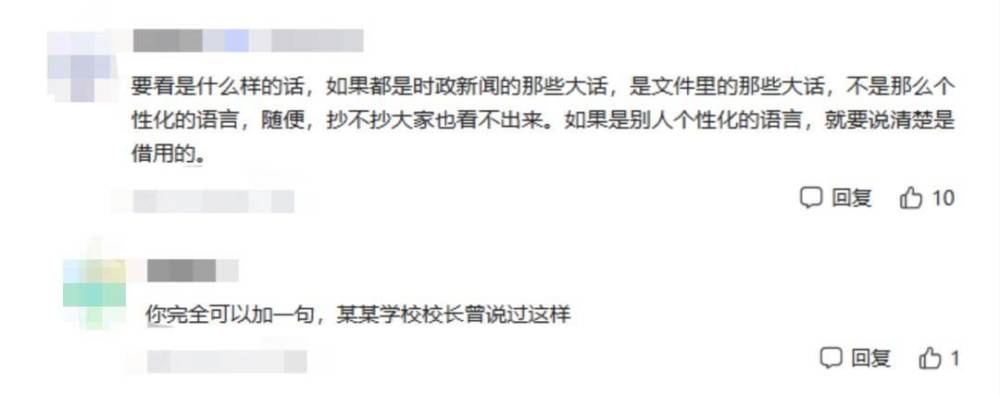 要看是什么样的话，如果都是时政新闻的那些大话，是文件里的那些大话，不是那么个
性化的语言，随便，抄不抄大家也看不出来。如果是别人个性化的语言，就要说清楚是
借用的。
回复 10
你完全可以加一句，某某学校校长曾说过这样
回复 1